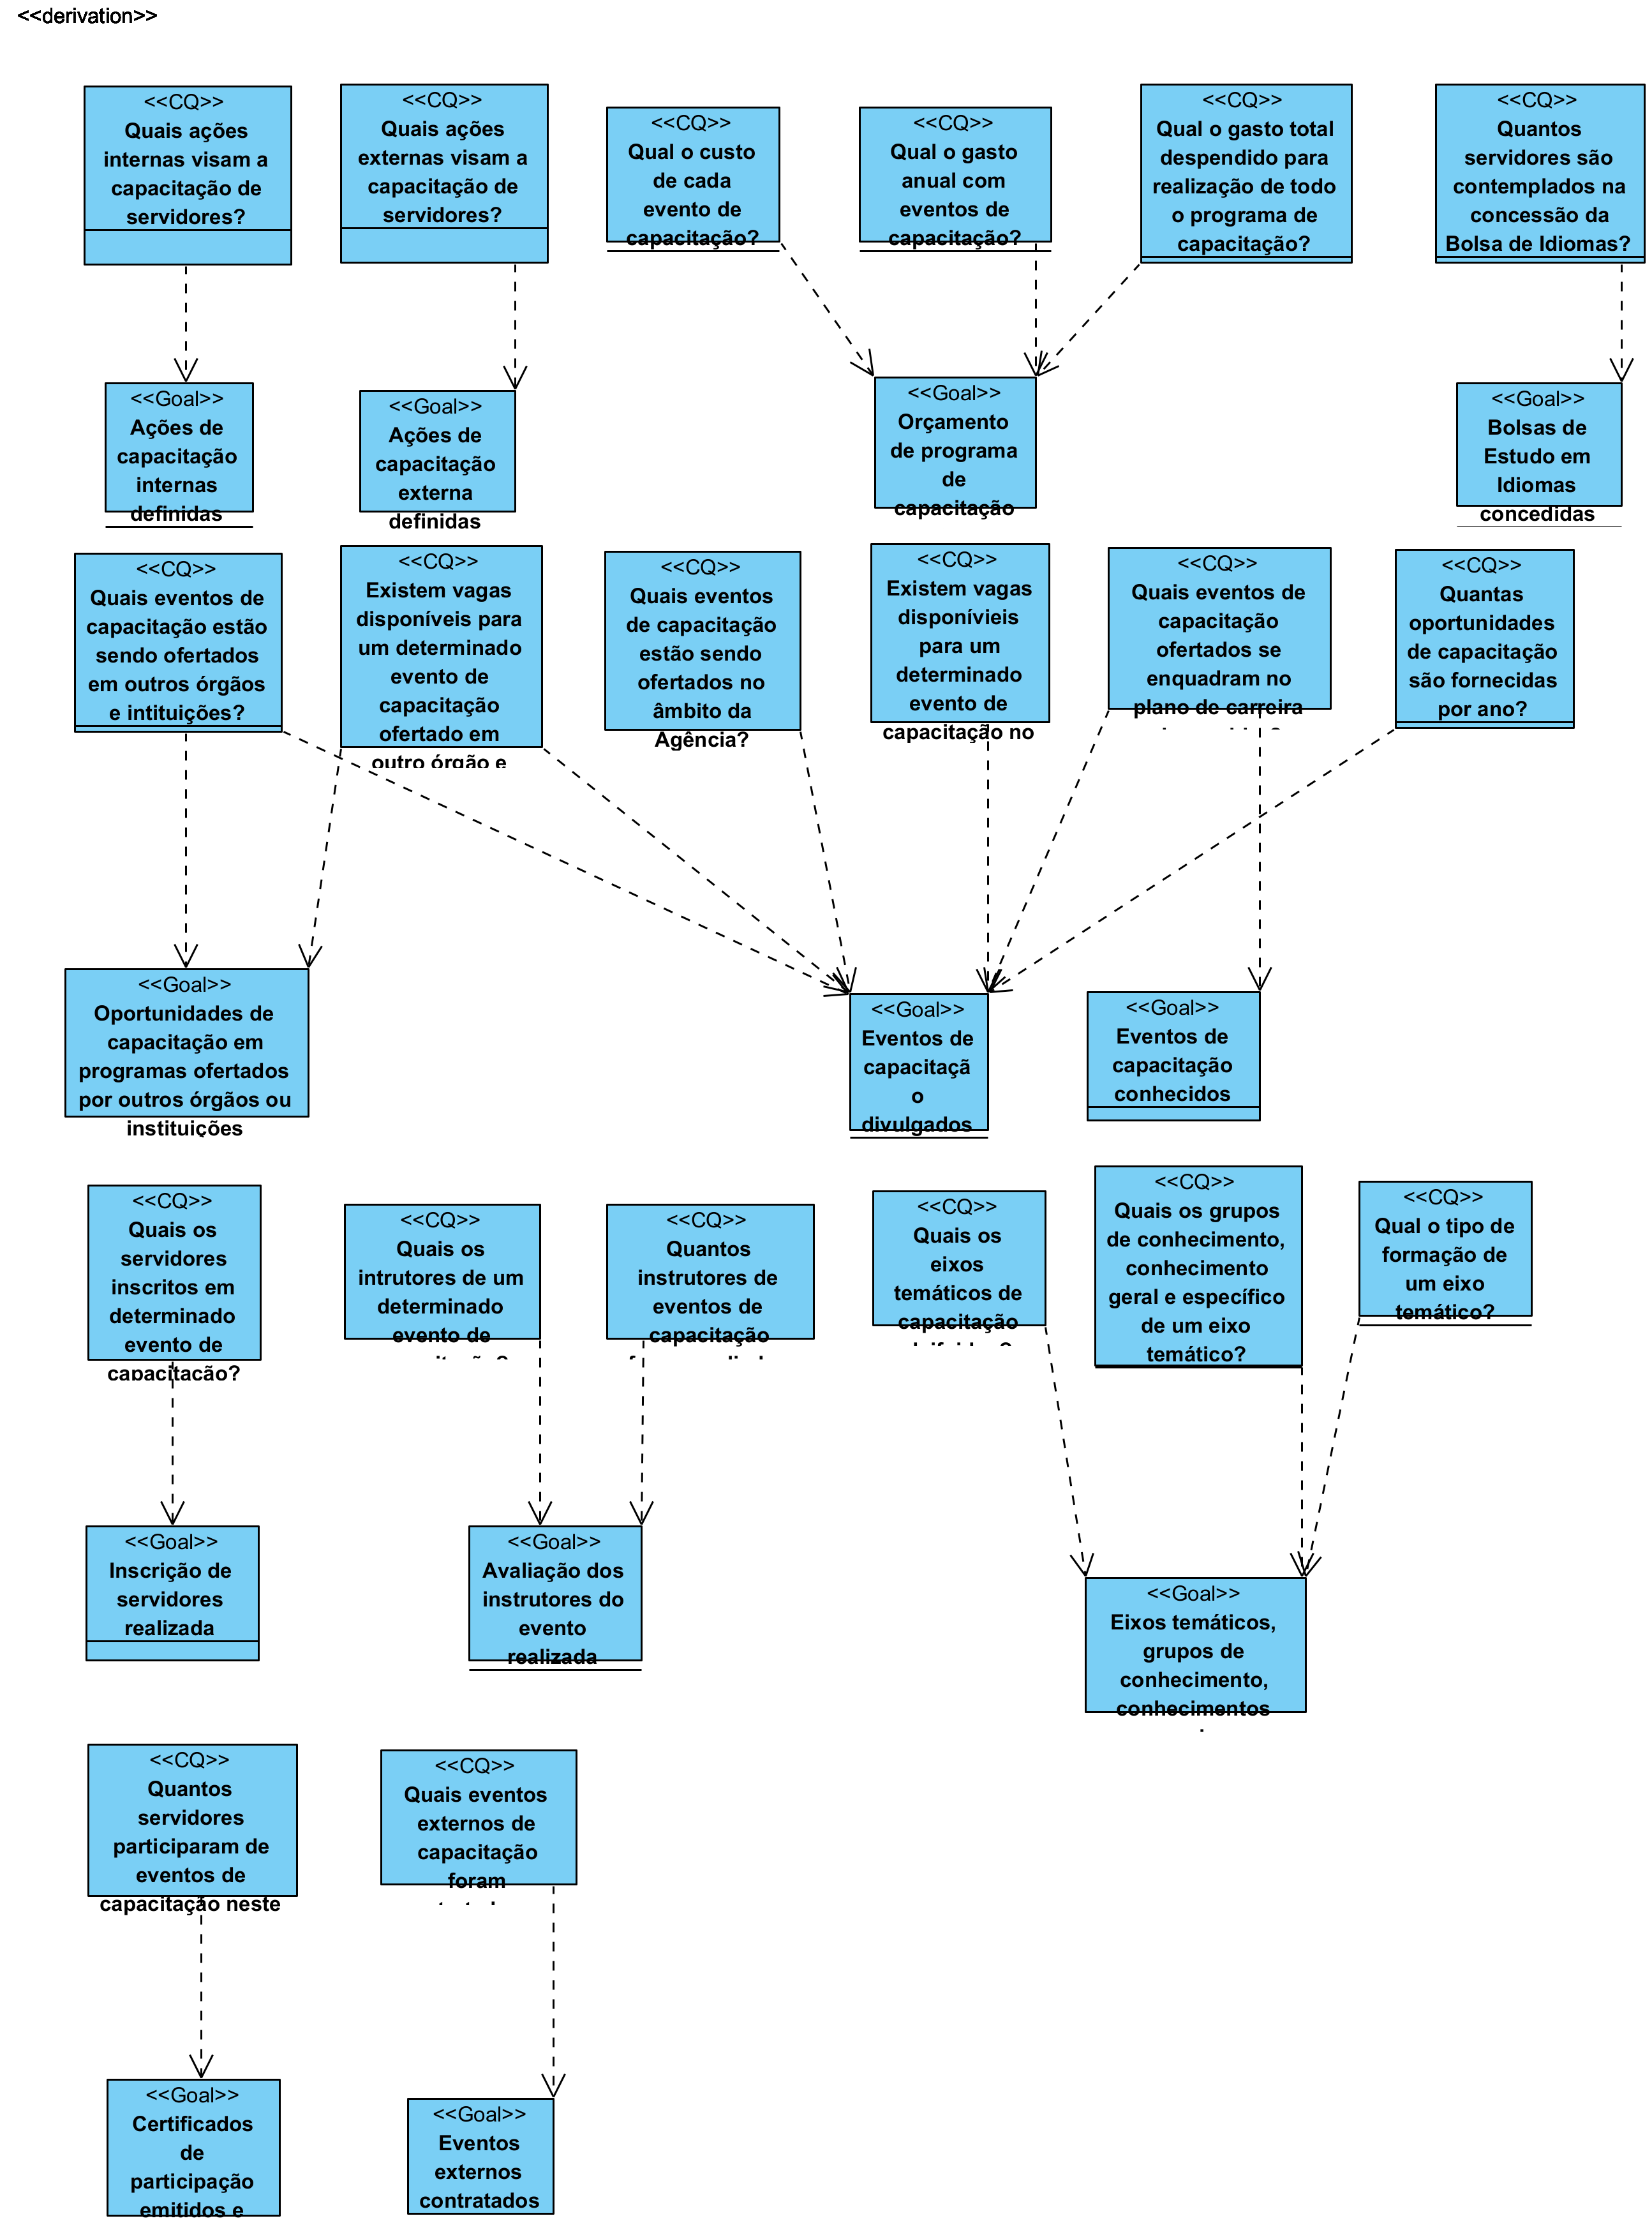 <<derivation>>
<<CQ>>
Quais ações
internas visam a
capacitação de
servidores?
<<CQ>>
Quais ações
externas visam a
capacitação de
servidores?
<<CQ>>
Qual o custo
de cada
evento de
capacitação?
<<CQ>>
Qual o gasto
anual com
eventos de
capacitação?
<<CQ>>
Qual o gasto total
despendido para
realização de todo
o programa de
capacitação?
<<CQ>>
Quantos
servidores são
contemplados na
concessão da
Bolsa de Idiomas?
<<Goal>>
Ações de
capacitação
internas
definidas
<<Goal>>
Ações de
capacitação
externa
definidas
<<Goal>>
Orçamento
de programa
de
capacitação
<<Goal>>
Bolsas de
Estudo em
Idiomas
concedidas
<<CQ>>
Quais eventos de
capacitação estão
sendo ofertados
em outros órgãos
e intituições?
<<CQ>>
Existem vagas
disponíveis para
um determinado
evento de
capacitação
ofertado em
outro órgão e
<<CQ>>
Quais eventos
de capacitação
estão sendo
ofertados no
âmbito da
Agência?
<<CQ>>
Existem vagas
disponívieis
para um
determinado
evento de
capacitação no
<<CQ>>
Quais eventos de
capacitação
ofertados se
enquadram no
plano de carreira
<<CQ>>
Quantas
oportunidades
de capacitação
são fornecidas
por ano?
<<Goal>>
Oportunidades de
capacitação em
programas ofertados
por outros órgãos ou
instituições
<<Goal>>
Eventos de
capacitaçã
o
divulgados
<<Goal>>
Eventos de
capacitação
conhecidos
<<CQ>>
Quais os
servidores
inscritos em
determinado
evento de
capacitação?
<<CQ>>
Quais os
intrutores de um
determinado
evento de
<<CQ>>
Quantos
instrutores de
eventos de
capacitação
<<CQ>>
Quais os
eixos
temáticos de
capacitação
<<CQ>>
Quais os grupos
de conhecimento,
conhecimento
geral e específico
de um eixo
temático?
<<CQ>>
Qual o tipo de
formação de
um eixo
temático?
<<Goal>>
Inscrição de
servidores
realizada
<<Goal>>
Avaliação dos
instrutores do
evento
realizada
<<Goal>>
Eixos temáticos,
grupos de
conhecimento,
conhecimentos
<<CQ>>
Quantos
servidores
participaram de
eventos de
capacitação neste
<<CQ>>
Quais eventos
externos de
capacitação
foram
<<Goal>>
Certificados
de
participação
emitidos e
<<Goal>>
Eventos
externos
contratados